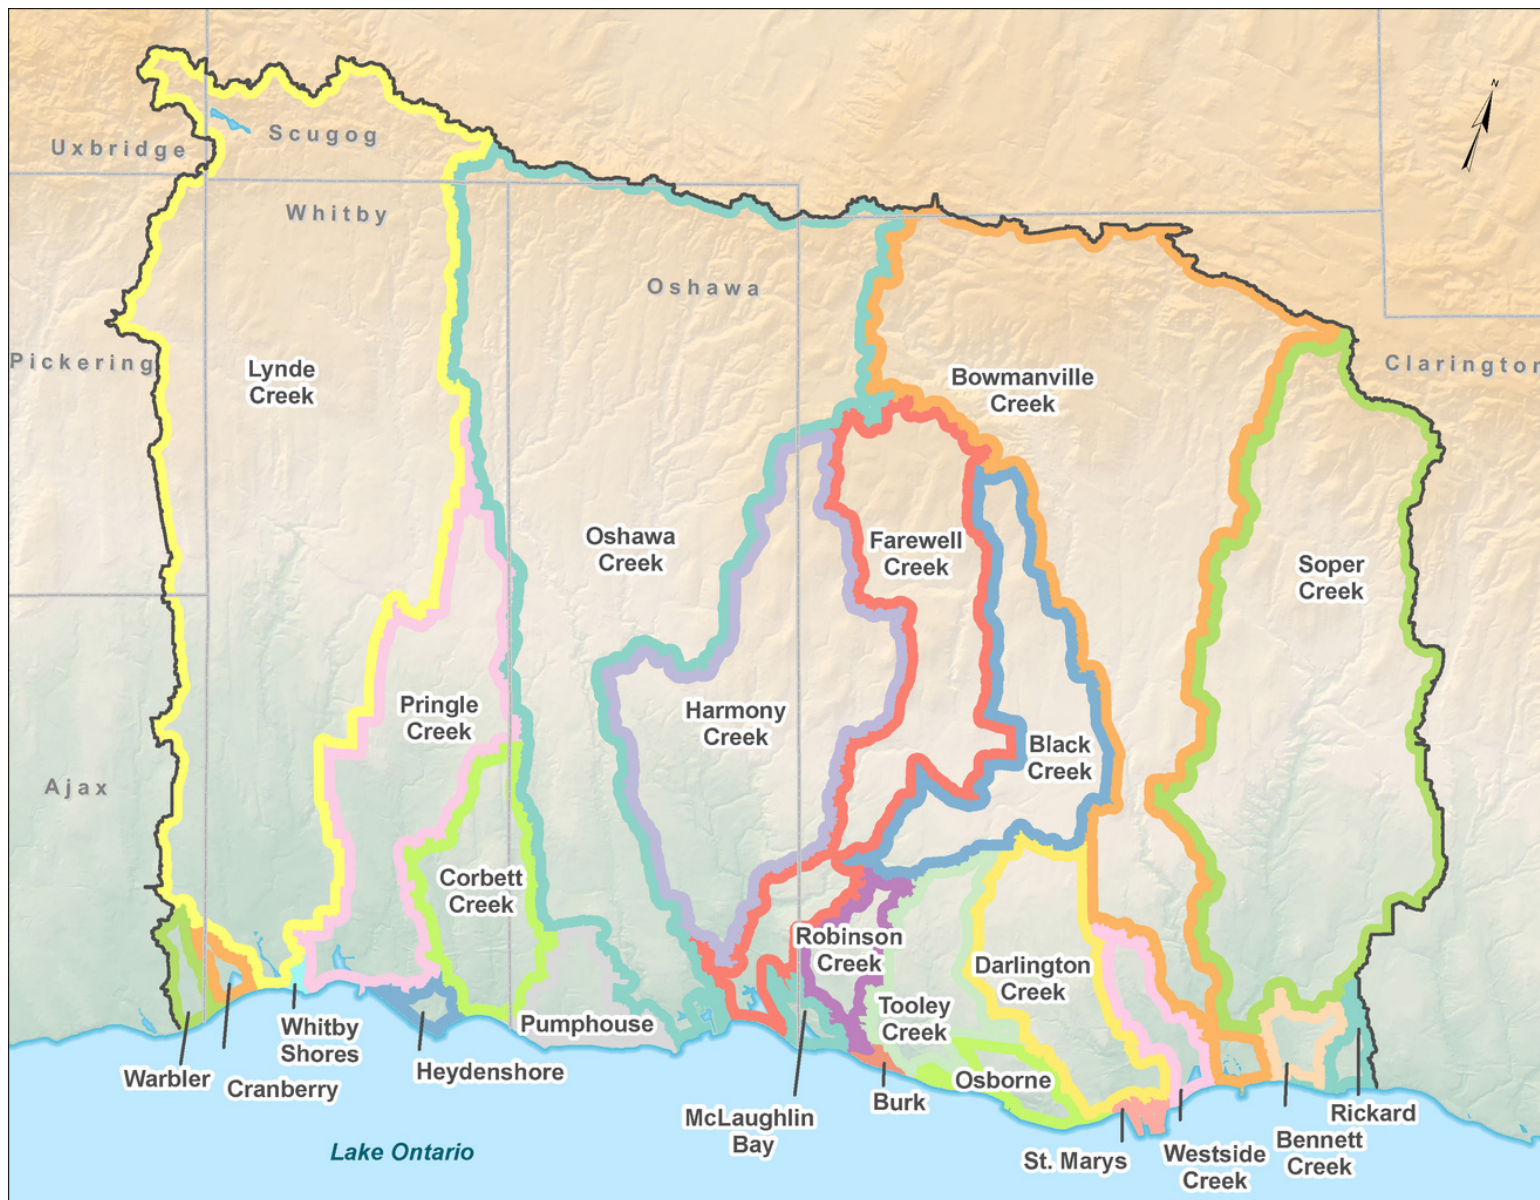 N
Uxbridge
Scugog
Whitby
Oshawa
Pickering
Clarington
Lynde
Creek
Bowmanville
Creek
Oshawa
Creek
Farewell
Creek
Soper
Creek
Pringle
Creek
Harmony
Creek
Black
Creek
Ajax
Corbett
Creek
Robinson
Creek
Darlington
Creek
Tooley
Creek
Pumphouse
Whitby
Shores
Heydenshore
Warbler
Cranberry
Osborne
Burk
McLaughlin
Bay
Rickard
Bennett
Creek
Westside
Creek
St. Marys
Lake Ontario